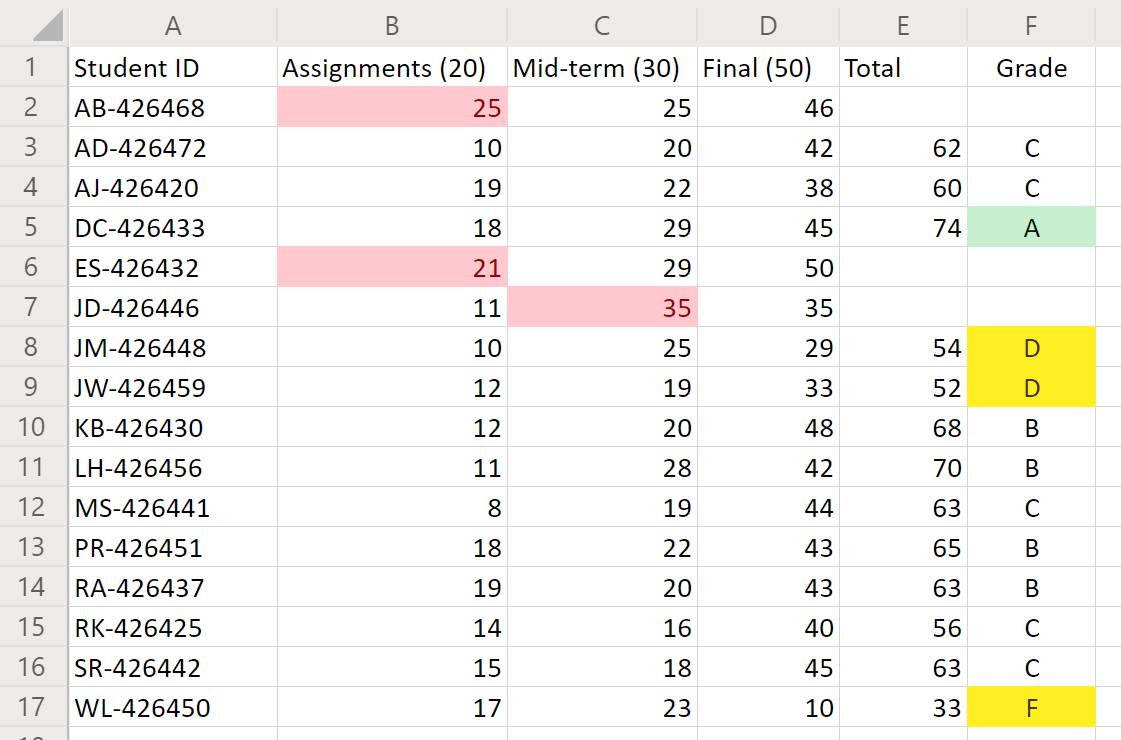 A B C D E F
1 Student ID Assignments (20) Mid-term (30) Final (50) Total Grade
2 AB-426468 25 25 46
3 AD-426472 10 20 42 62 C
4 AJ-426420 19 22 38 60 C
5 DC-426433 18 29 45 74 A
6 ES-426432 21 29 50
7 JD-426446 11 35 35
8 JM-426448 10 25 29 54 D
9 JW-426459 12 19 33 52 D
10 KB-426430 12 20 48 68 B
11 LH-426456 11 28 42 70 B
12 MS-426441 8 19 44 63 C
13 PR-426451 18 22 43 65 B
14 RA-426437 19 20 43 63 B
15 RK-426425 14 16 40 56 C
16 SR-426442 15 18 45 63 C
17 WL-426450 17 23 10 33 F